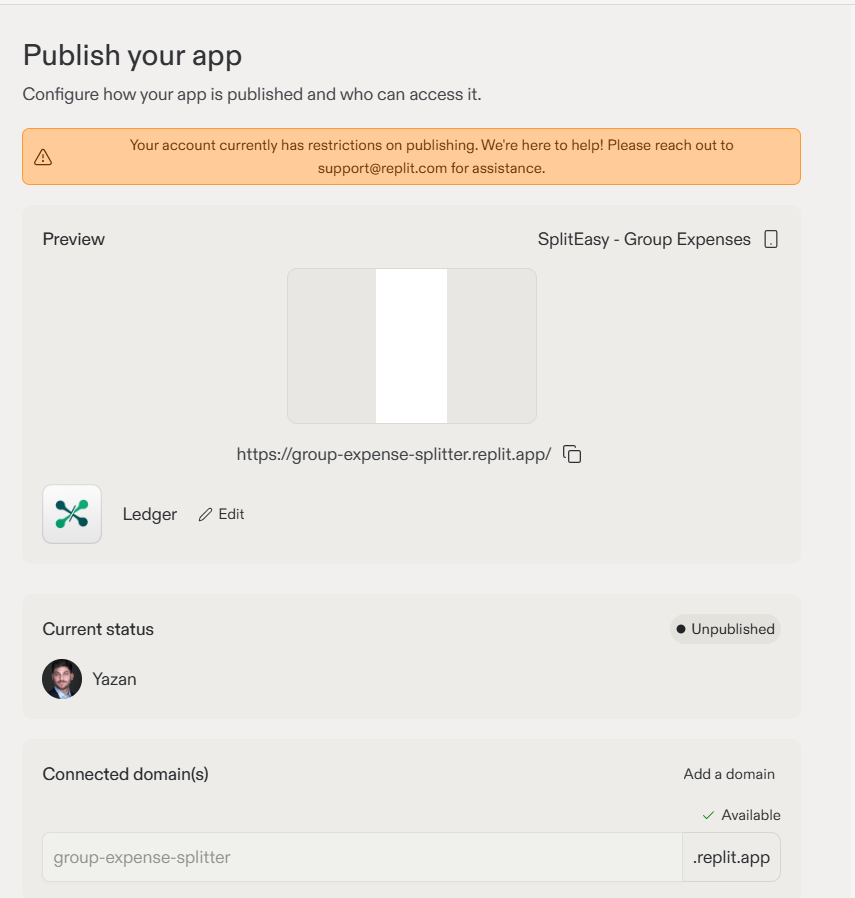 Publish your app
Configure how your app is published and who can access it.
Your account currently has restrictions on publishing. We're here to help! Please reach out to
support@replit.com for assistance.
Preview
SplitEasy - Group Expenses
https://group-expense-splitter.replit.app/
Ledger
Edit
Current status
Unpublished
Yazan
Connected domain(s)
Add a domain
Available
group-expense-splitter
.replit.app